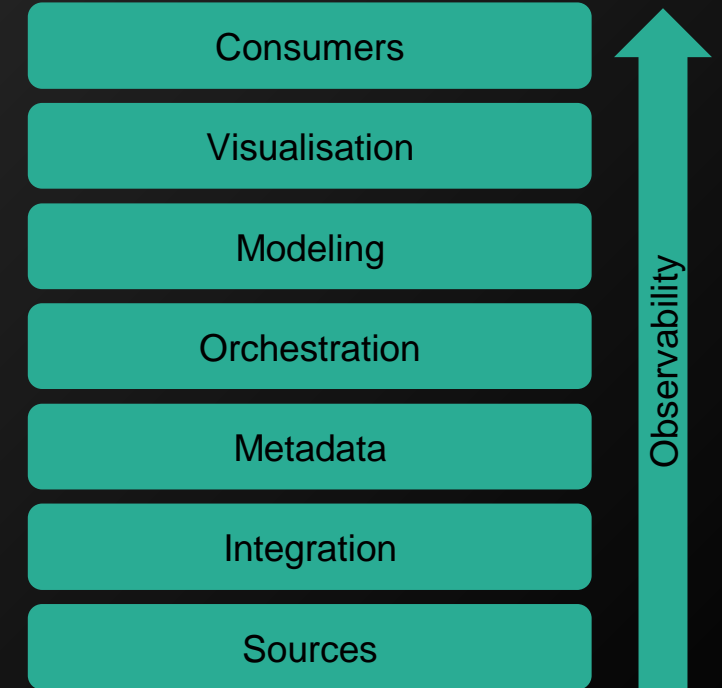 Consumers
Visualisation
Modeling
Orchestration
Metadata
Integration
Sources
Observability